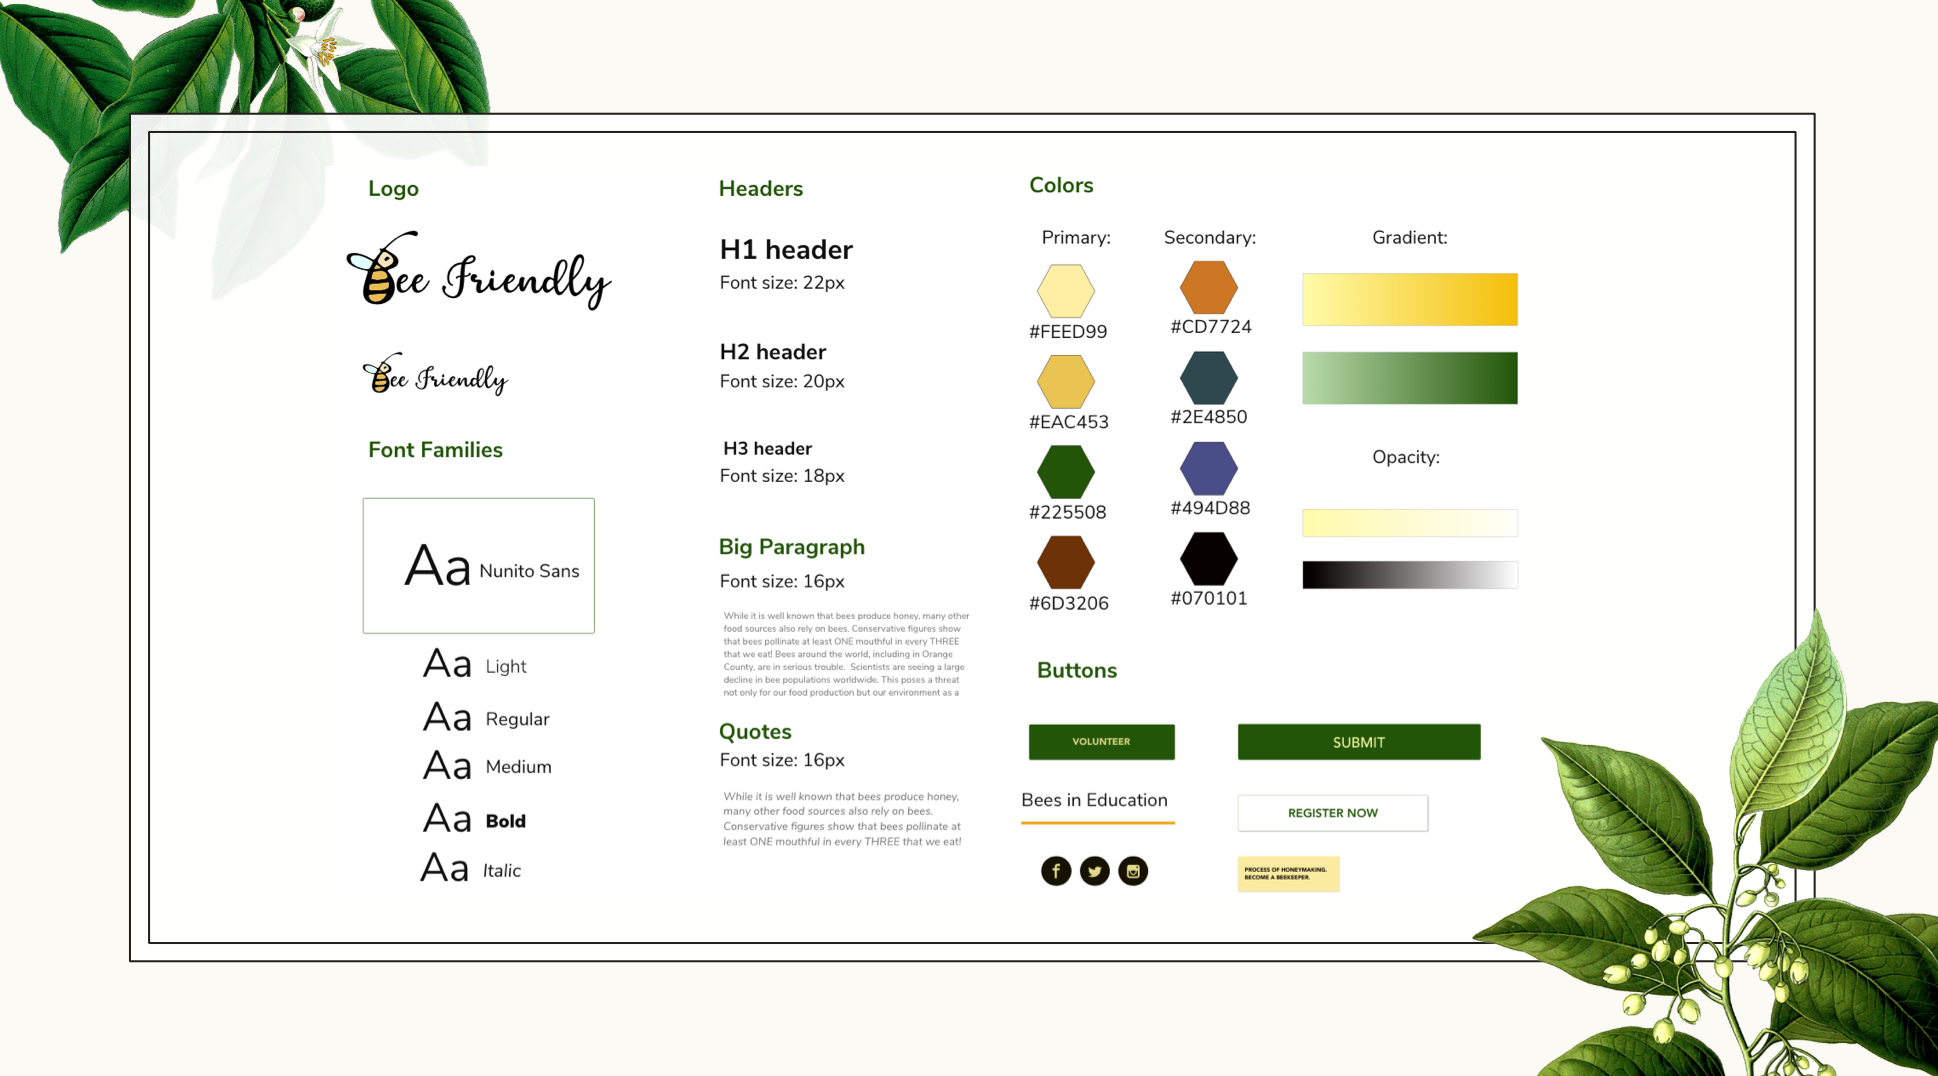 Logo
Bee Friendly
Bee Friendly
Font Families
Aa Nunito Sans
Aa Light
Aa Regular
Aa Medium
Aa Bold
Aa Italic
Headers
H1 header
Font size: 22px
H2 header
Font size: 20px
H3 header
Font size: 18px
Big Paragraph
Font size: 16px
While it is well known that bees produce honey, many other
food sources also rely on bees. Conservative figures show
that bees pollinate at least ONE mouthful in every THREE
that we eat! Bees around the world, including in Orange
County, are in serious trouble.  Scientists are seeing a large
decline in bee populations worldwide. This poses a threat
not only for our food production but our environment as a
Quotes
Font size: 16px
While it is well known that bees produce honey,
many other food sources also rely on bees.
Conservative figures show that bees pollinate at
least ONE mouthful in every THREE that we eat!
Colors
Primary:
#FEED99
#EAC453
#225508
#6D3206
Secondary:
#CD7724
#2E4850
#494D88
#070101
Gradient:
Opacity:
Buttons
VOLUNTEER
SUBMIT
Bees in Education
REGISTER NOW
PROCESS OF HONEYMAKING.
BECOME A BEEKEEPER.